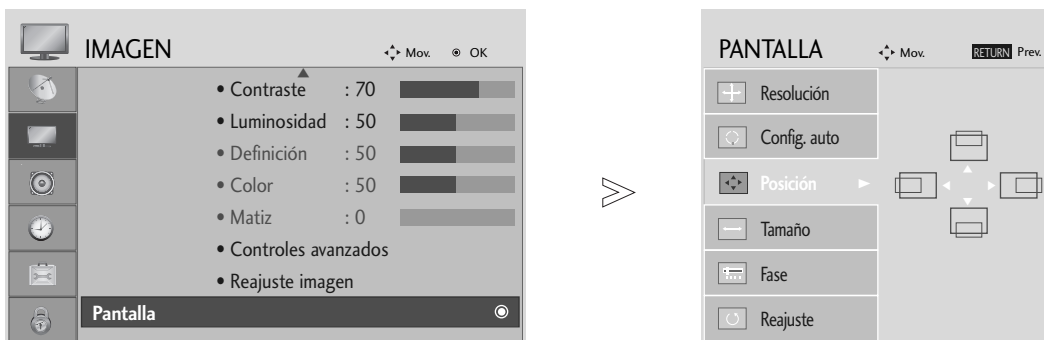 IMAGEN
Mov. OK
• Contraste : 70
• Luminosidad : 50
• Definición : 50
• Color : 50
• Matiz : 0
• Controles avanzados
• Reajuste imagen
Pantalla
PANTALLA
Mov. RETURN Prev.
Resolución
Config. auto
Posición
Tamaño
Fase
Reajuste